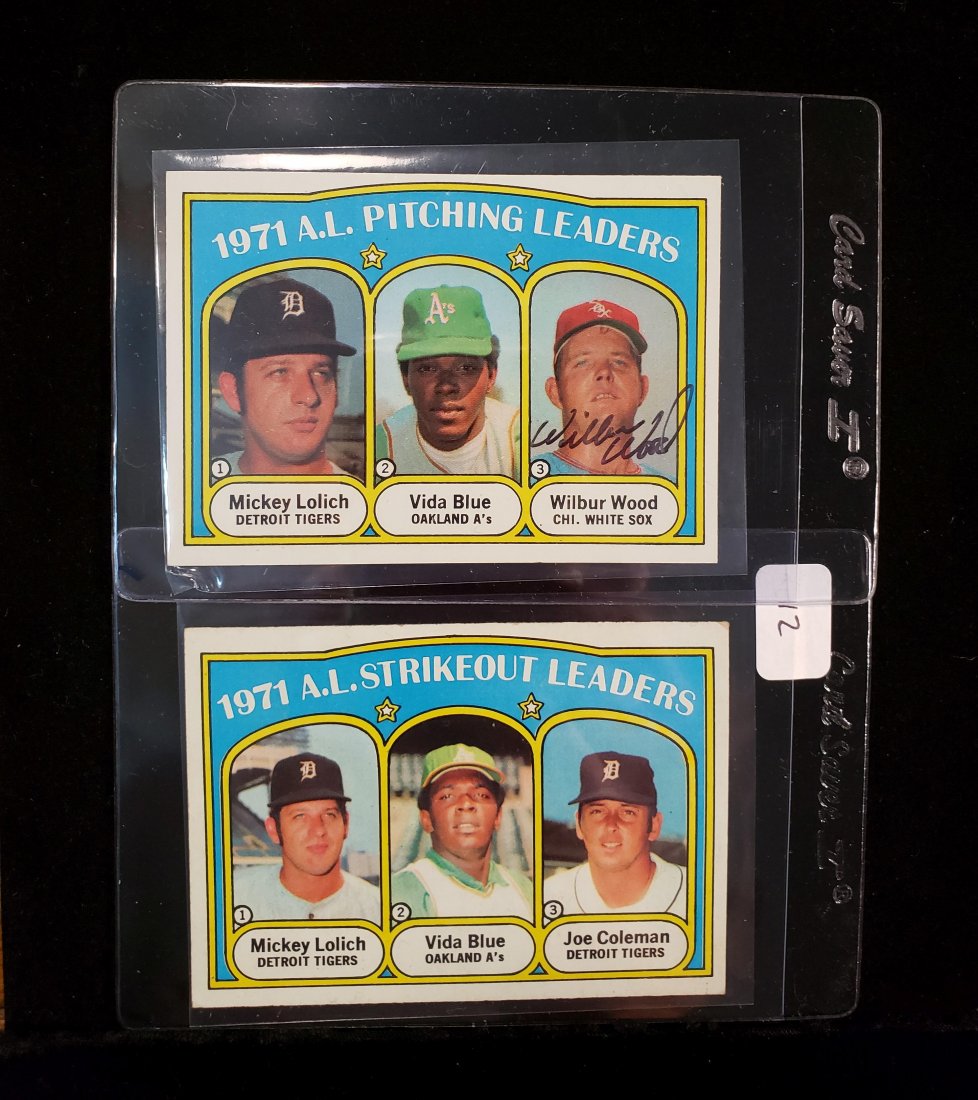 1971 A.L. PITCHING LEADERS
D
A's
SOX
Wilbur Wood
1
2
3
Mickey Lolich
DETROIT TIGERS
Vida Blue
OAKLAND A's
Wilbur Wood
CHI. WHITE SOX
Card Saver I®
12
1971 A.L. STRIKEOUT LEADERS
D
A
D
1
2
3
Mickey Lolich
DETROIT TIGERS
Vida Blue
OAKLAND A's
Joe Coleman
DETROIT TIGERS
Card Saver I®